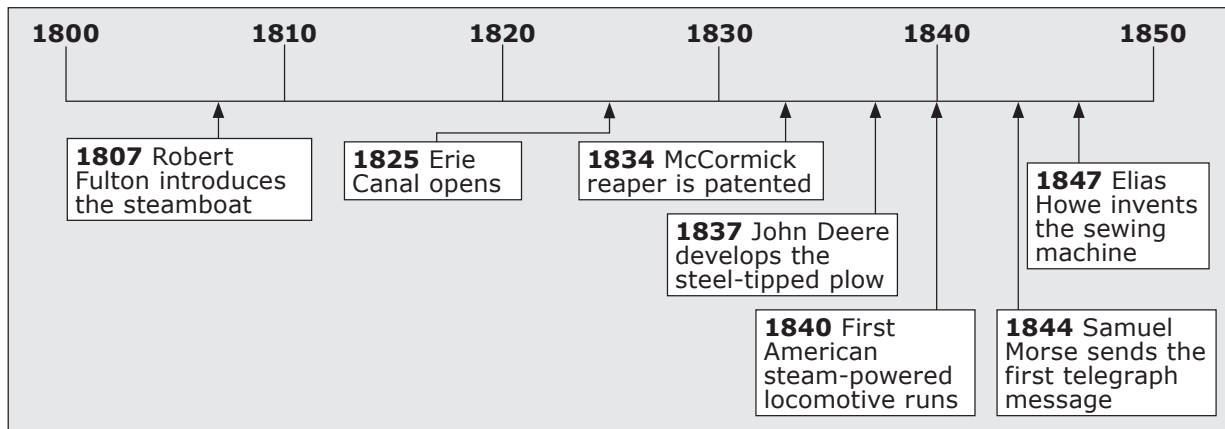 1800 1810 1820 1830 1840 1850
1807 Robert
Fulton introduces
the steamboat
1825 Erie
Canal opens
1834 McCormick
reaper is patented
1837 John Deere
develops the
steel-tipped plow
1840 First
American
steam-powered
locomotive runs
1844 Samuel
Morse sends the
first telegraph
message
1847 Elias
Howe invents
the sewing
machine